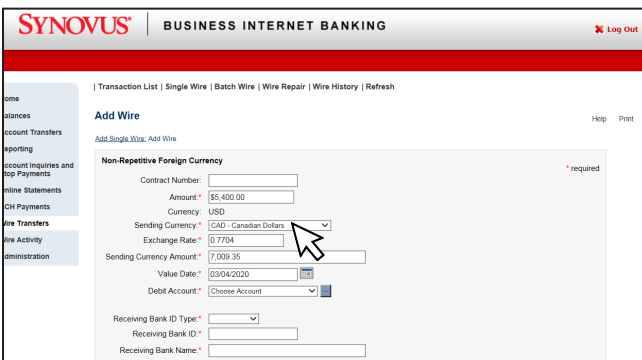 SYNOVUS® | BUSINESS INTERNET BANKING
Log Out
| Transaction List | Single Wire | Batch Wire | Wire Repair | Wire History | Refresh
ome
alances
ccount Transfers
eporting
ccount Inquiries and
top Payments
nline Statements
CH Payments
Wire Transfers
Wire Activity
dministration
Add Wire
Help Print
Add Single Wire: Add Wire
Non-Repetitive Foreign Currency
* required
Contract Number:
Amount:* $5,400.00
Currency: USD
Sending Currency:* CAD - Canadian Dollars
Exchange Rate:* 0.7704
Sending Currency Amount:* 7,009.35
Value Date:* 03/04/2020
Debit Account:* Choose Account
Receiving Bank ID Type:*
Receiving Bank ID:*
Receiving Bank Name:*